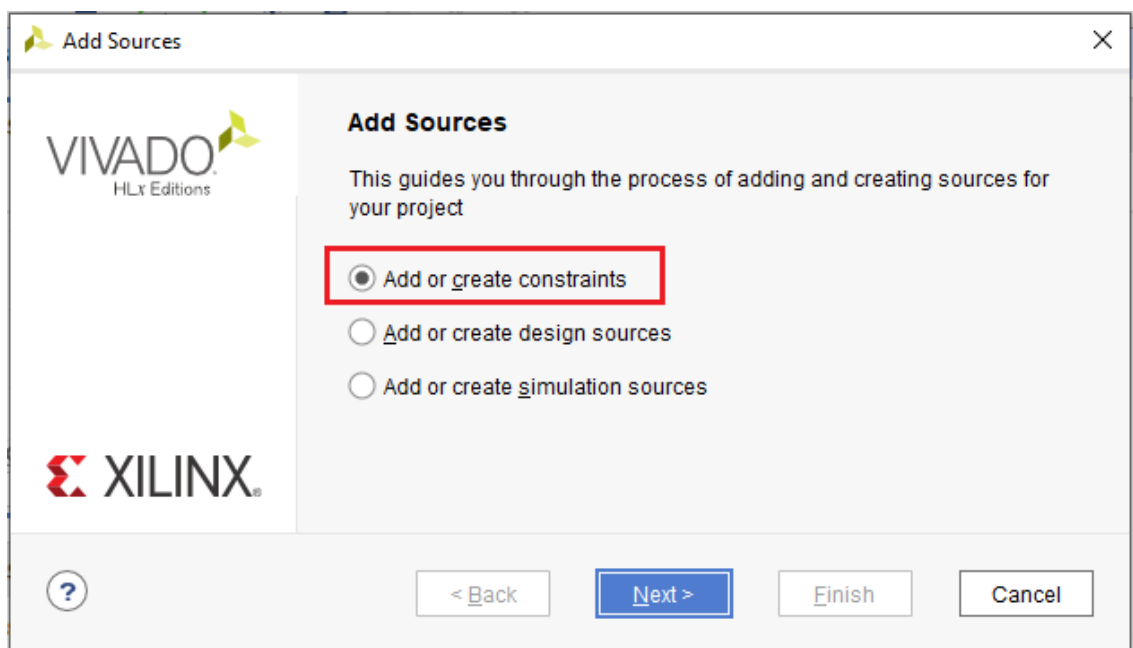 Add Sources
VIVADO.
HLx Editions
Add Sources
This guides you through the process of adding and creating sources for
your project
Add or create constraints
Add or create design sources
Add or create simulation sources
XILINX.
?
< Back
Next >
Finish
Cancel